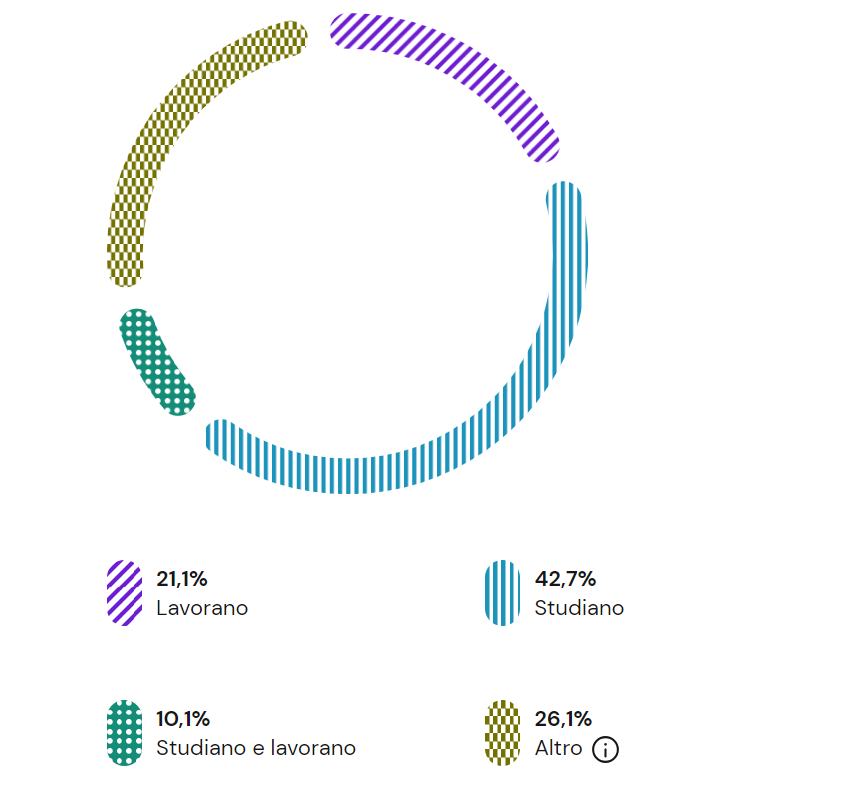 21,1%
Lavorano
42,7%
Studiano
10,1%
Studiano e lavorano
26,1%
Altro